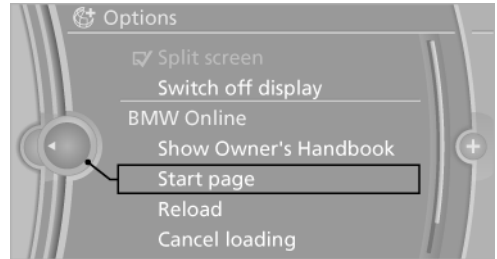 Options
Split screen
Switch off display
BMW Online
Show Owner's Handbook
Start page
Reload
Cancel loading